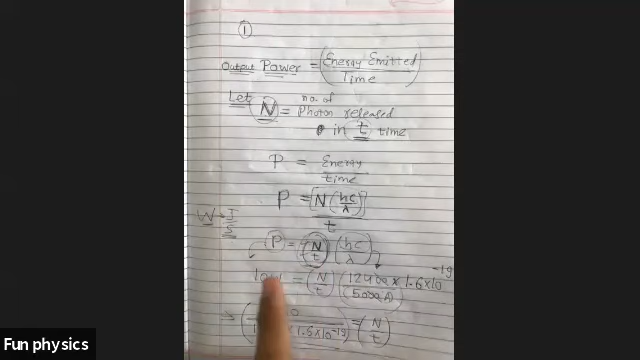 ①
Output Power = (Energy Emitted / Time)
Let N = no. of Photon released
in t time
P = Energy / time
P = [N (hc/λ)] / t
W → J/S
P = (N/t) (hc/λ)
= (N/t) (12400 / 5000 Å) × 1.6×10⁻¹⁹
⇒ ( × 1.6×10⁻¹⁹) = (N/t)
Fun physics